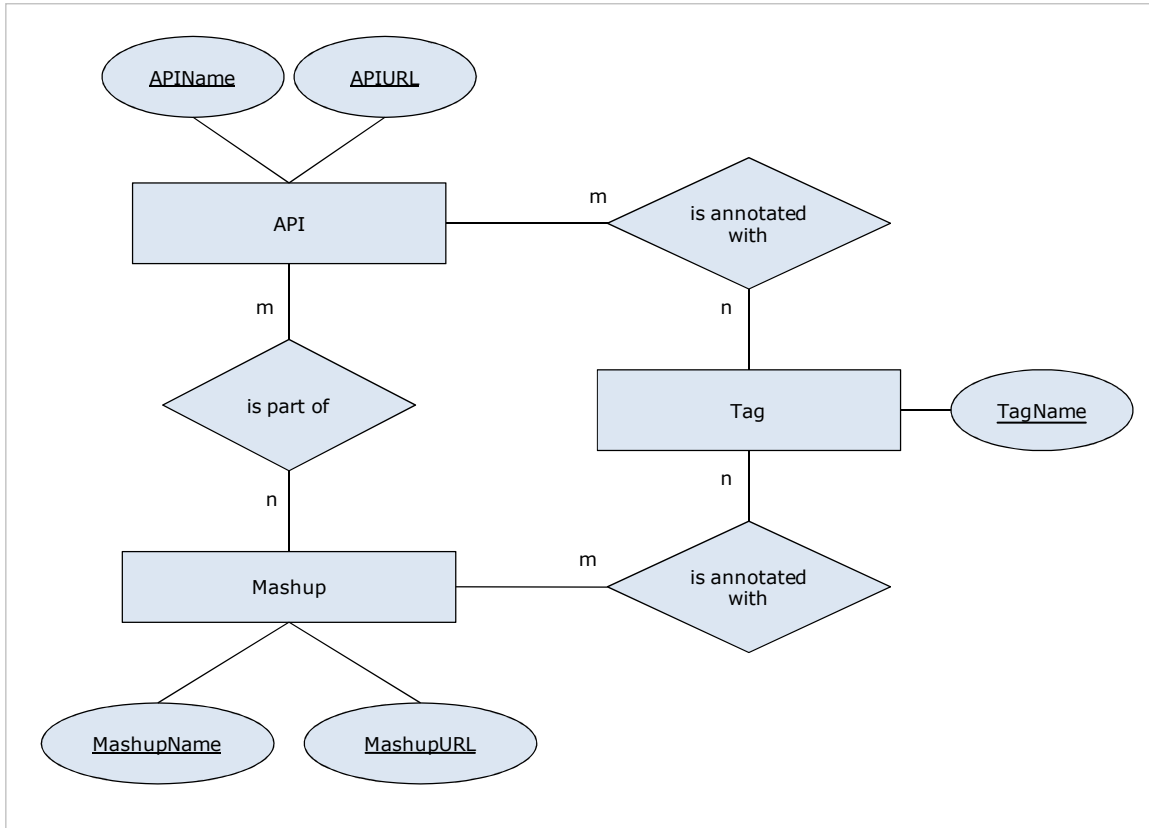 APIName
APIURL
API
m
is annotated
with
m
n
is part of
Tag
TagName
n
n
Mashup
m
is annotated
with
MashupName
MashupURL